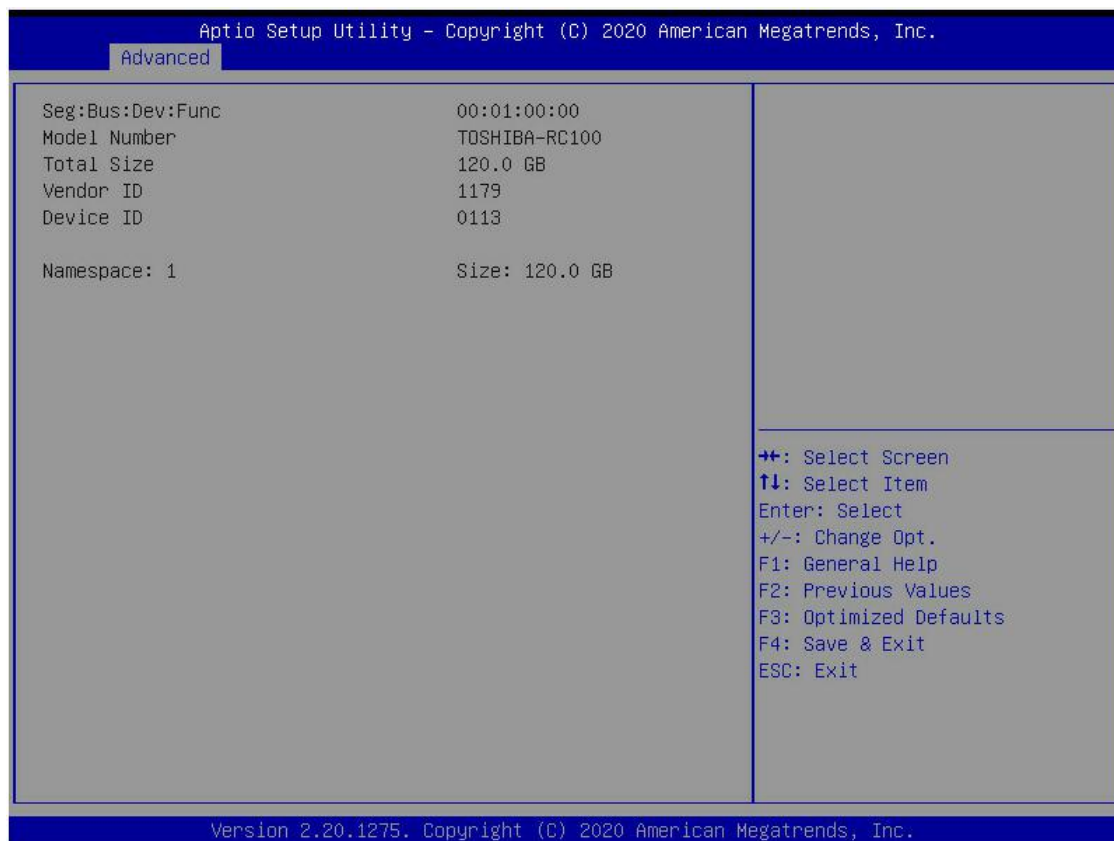 Aptio Setup Utility – Copyright (C) 2020 American Megatrends, Inc.
Advanced
Seg:Bus:Dev:Func 00:01:00:00
Model Number TOSHIBA-RC100
Total Size 120.0 GB
Vendor ID 1179
Device ID 0113
Namespace: 1 Size: 120.0 GB
→←: Select Screen
↑↓: Select Item
Enter: Select
+/-: Change Opt.
F1: General Help
F2: Previous Values
F3: Optimized Defaults
F4: Save & Exit
ESC: Exit
Version 2.20.1275. Copyright (C) 2020 American Megatrends, Inc.